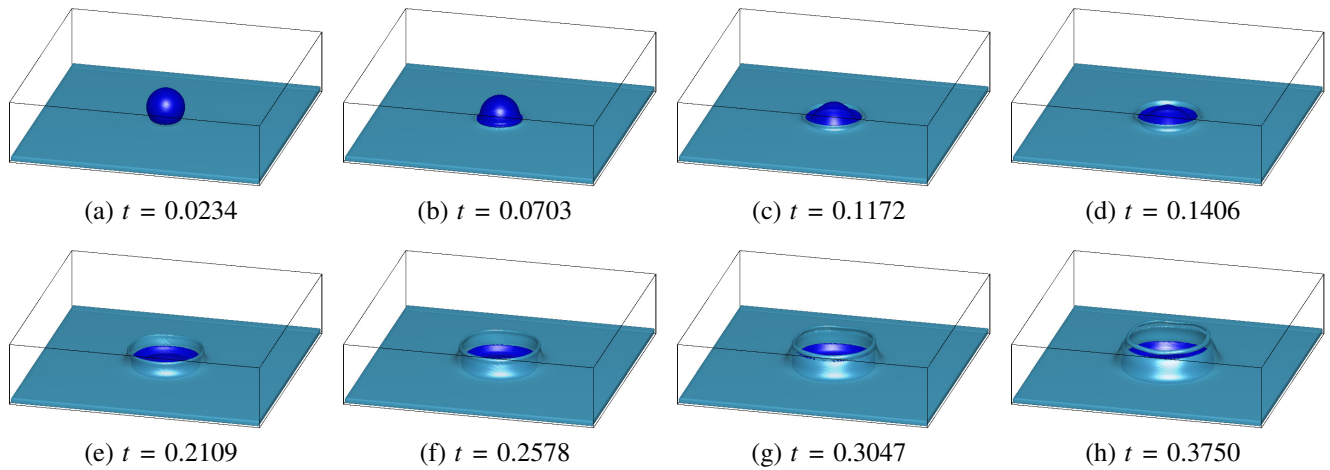 (a) t = 0.0234
(b) t = 0.0703
(c) t = 0.1172
(d) t = 0.1406
(e) t = 0.2109
(f) t = 0.2578
(g) t = 0.3047
(h) t = 0.3750